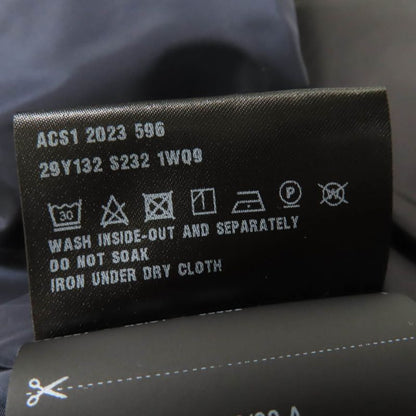 ACS1 2023 596
29Y132 S232 1WQ9
30 P W
WASH INSIDE-OUT AND SEPARATELY
DO NOT SOAK
IRON UNDER DRY CLOTH